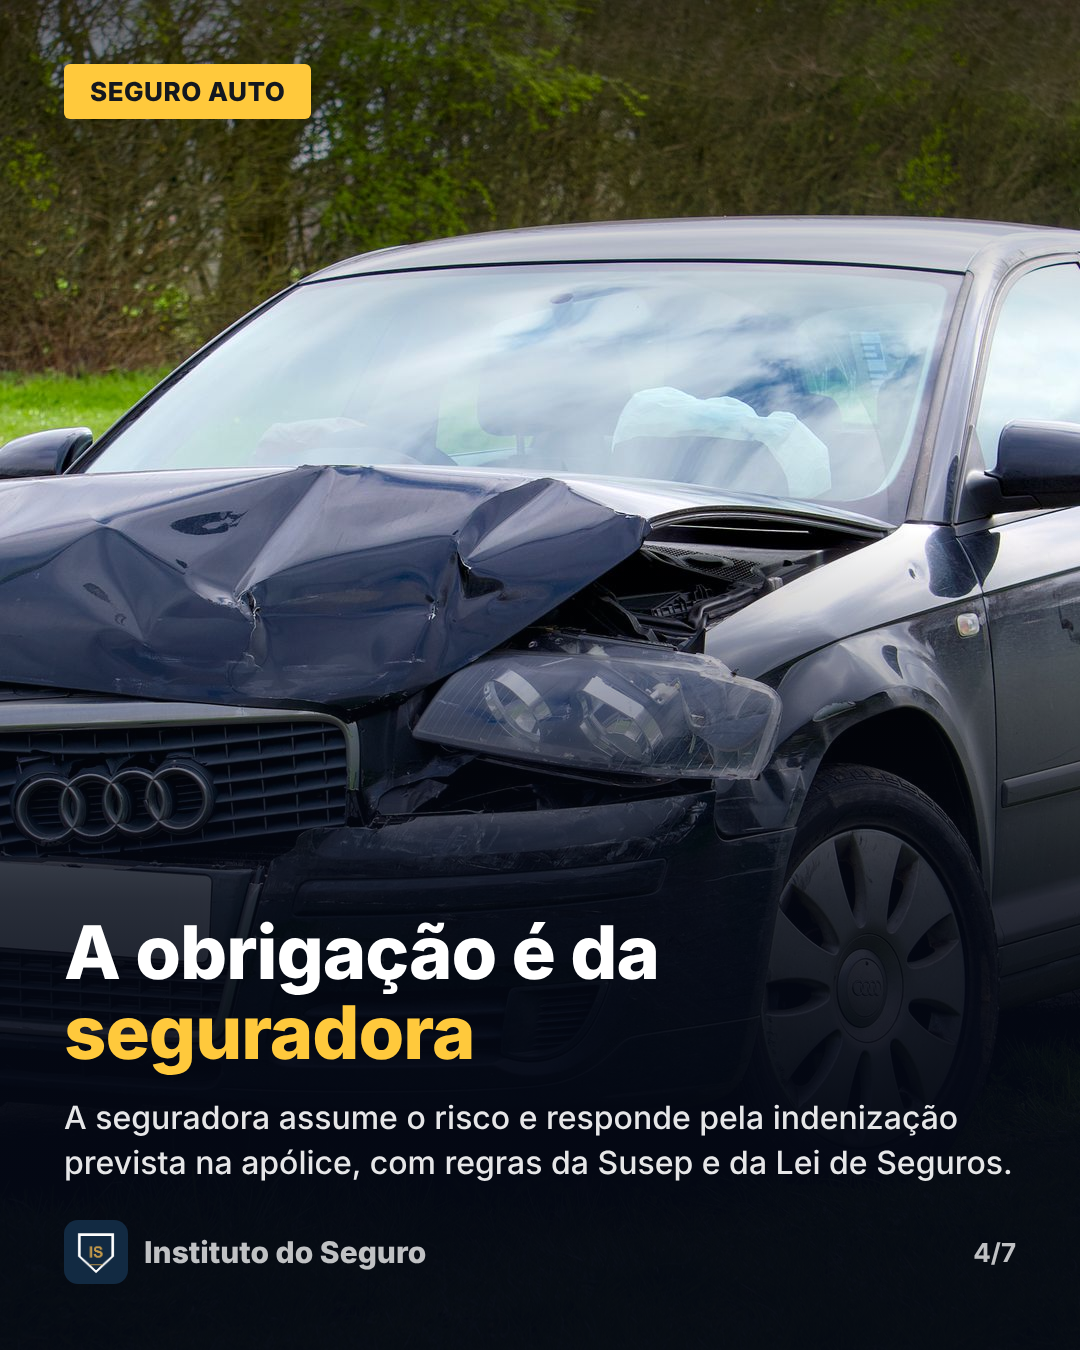 SEGURO AUTO
A obrigação é da
seguradora
A seguradora assume o risco e responde pela indenização
prevista na apólice, com regras da Susep e da Lei de Seguros.
IS
Instituto do Seguro
4/7